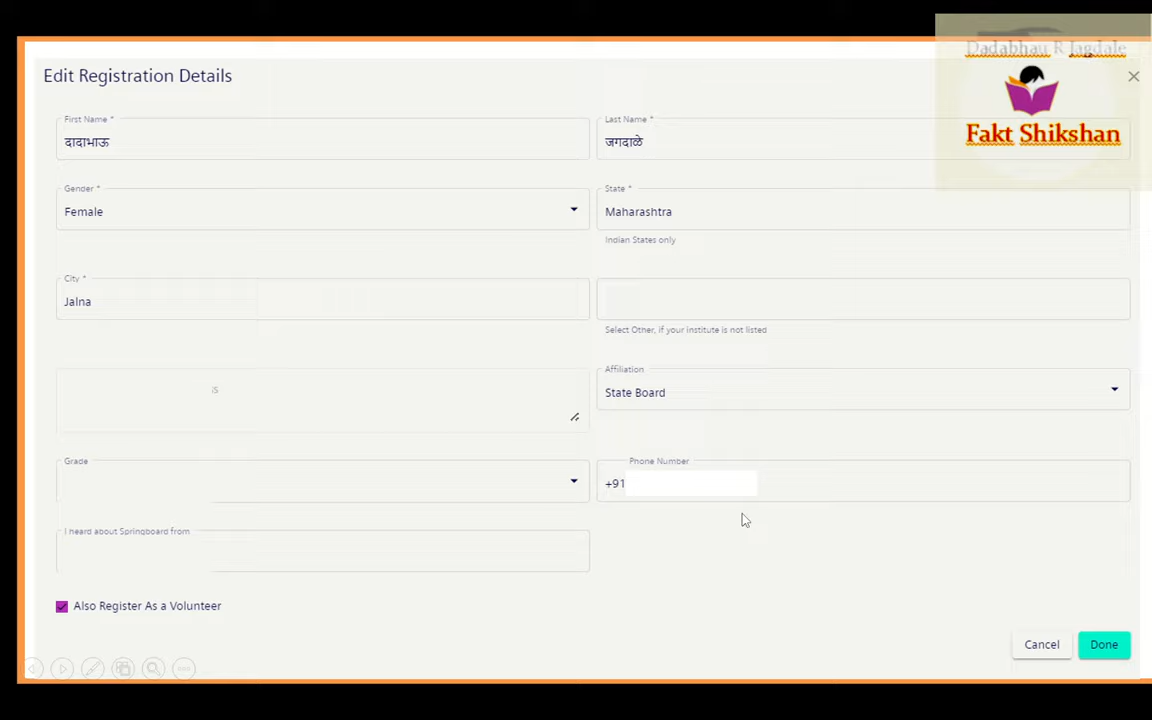 Dadabhau R Jagdale
Edit Registration Details
Fakt Shikshan
First Name *
दादाभाऊ
Last Name *
जगदाळे
Gender *
Female
State *
Maharashtra
Indian States only
City *
Jalna
Select Other, if your institute is not listed
Affiliation
State Board
Grade
Phone Number
+91
I heard about Springboard from
Also Register As a Volunteer
Cancel
Done